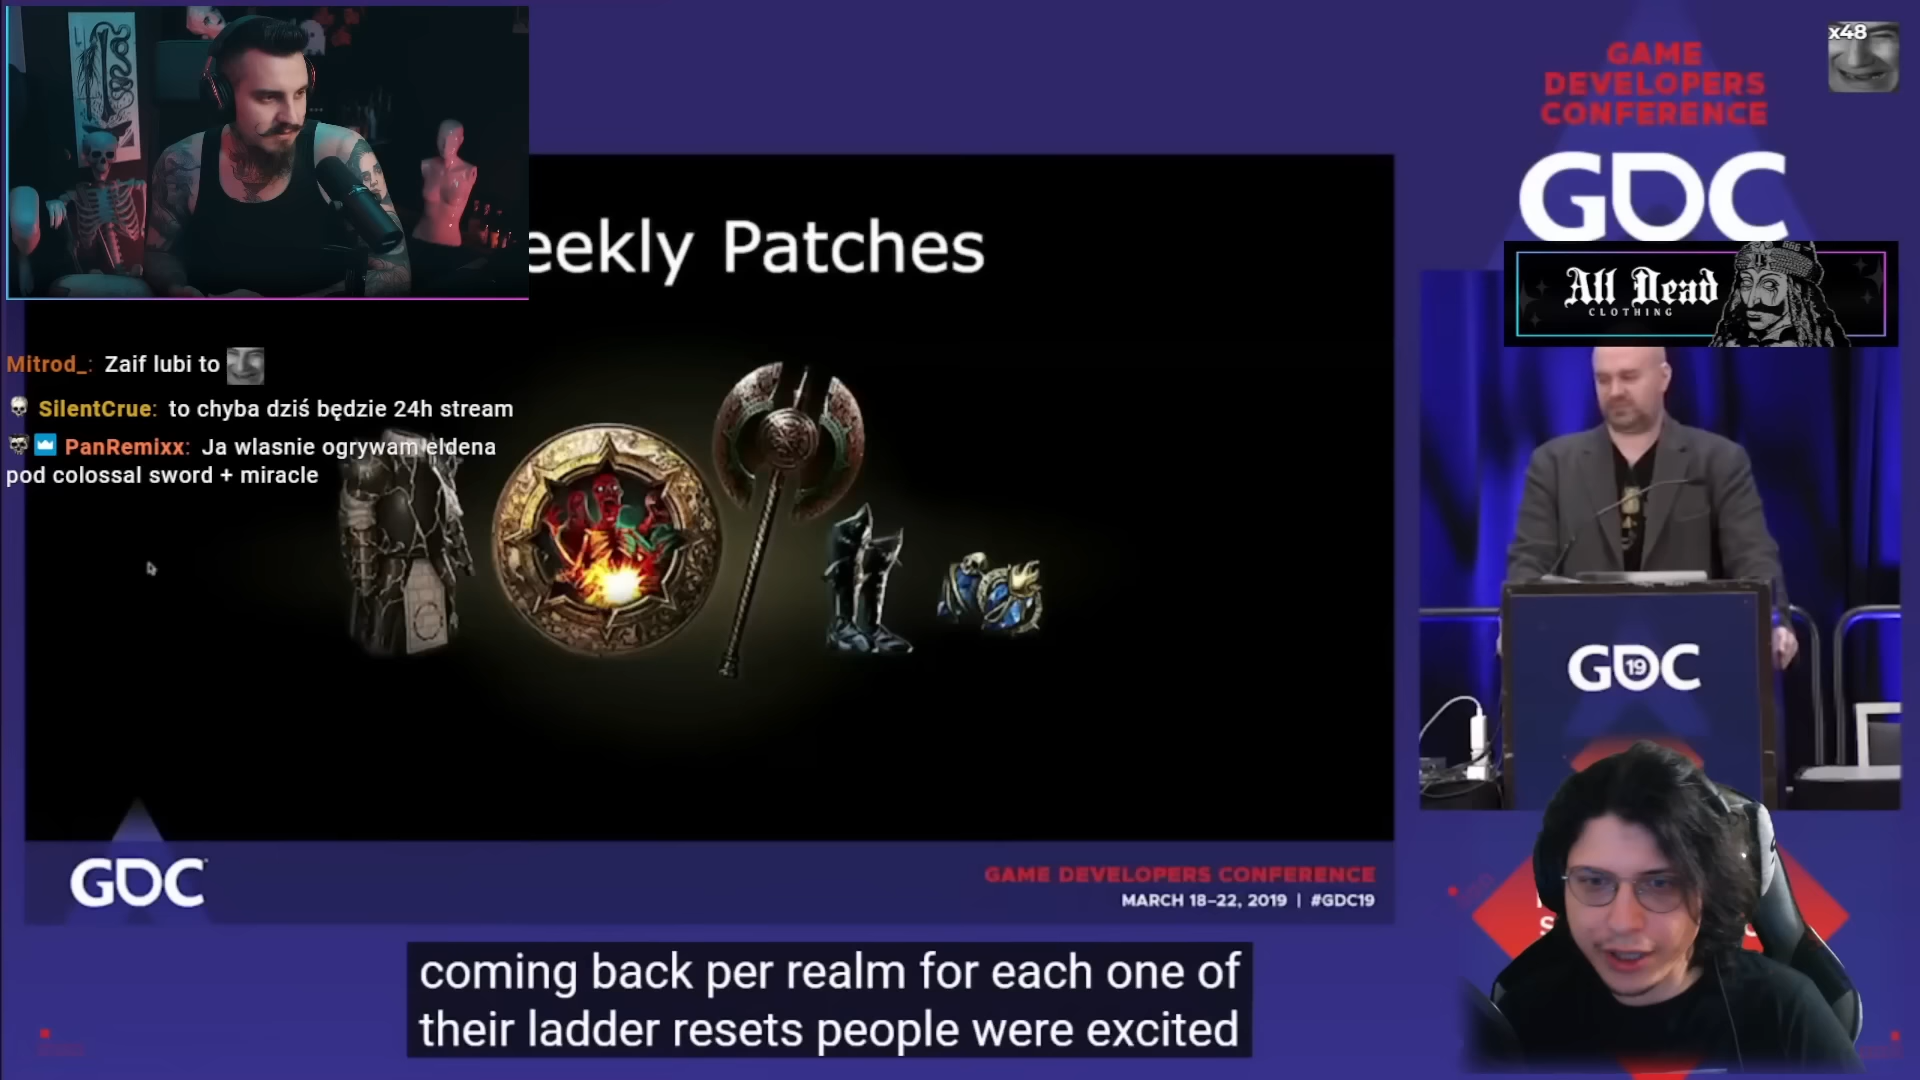 x48
GAME
DEVELOPERS
CONFERENCE
GDC
All Dead
CLOTHING
eekly Patches
Mitrod_: Zaif lubi to
SilentCrue: to chyba dziś będzie 24h stream
PanRemixx: Ja wlasnie ogrywam eldena
pod colossal sword + miracle
GDC 19
GDC
GAME DEVELOPERS CONFERENCE
MARCH 18–22, 2019 | #GDC19
coming back per realm for each one of
their ladder resets people were excited